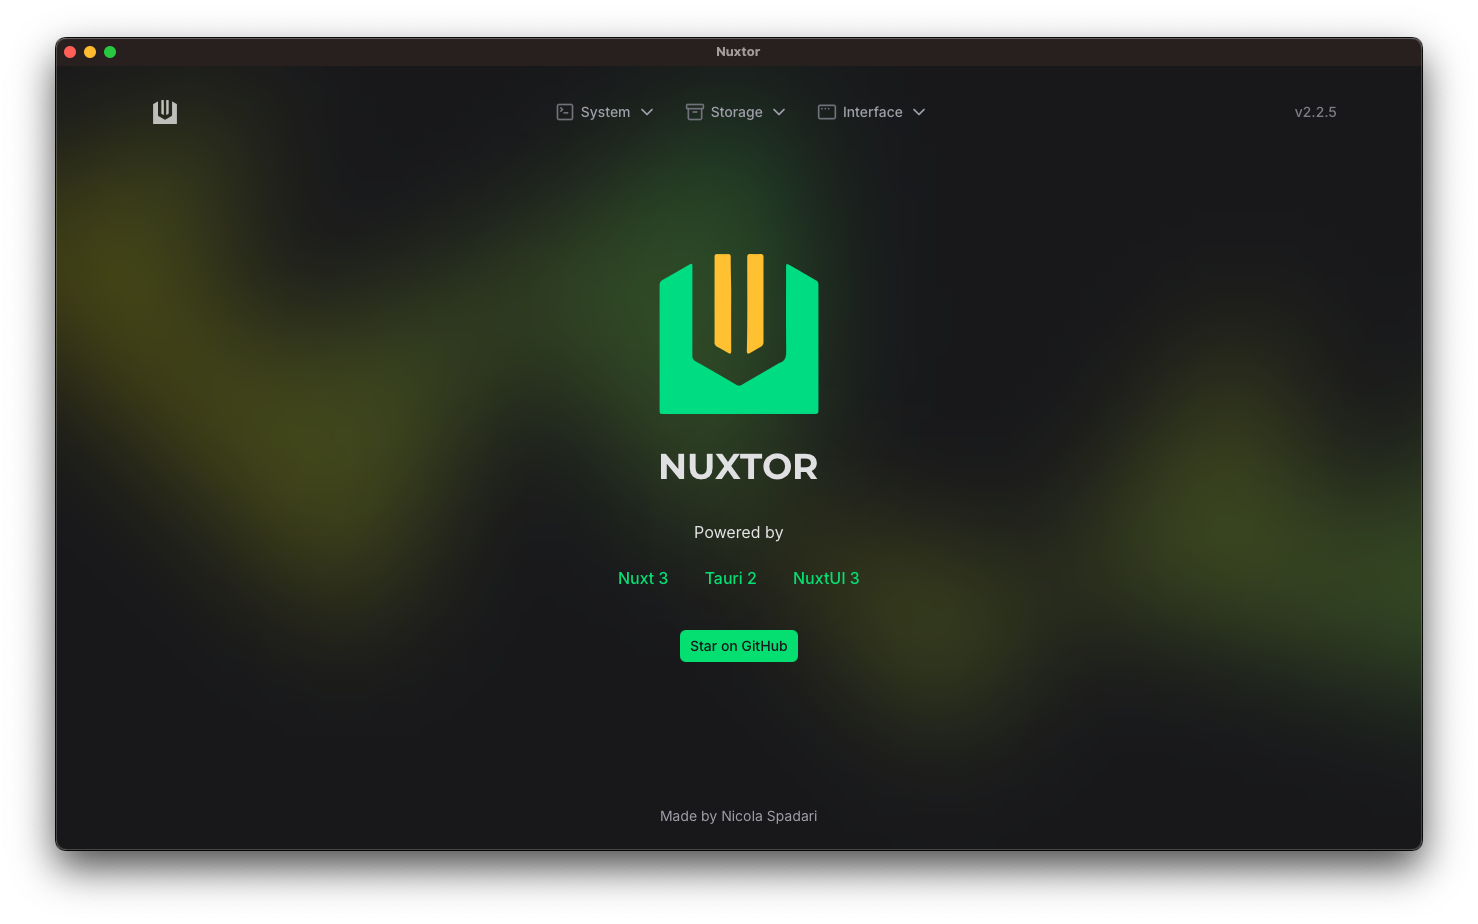 Nuxtor
System Storage Interface v2.2.5
NUXTOR
Powered by
Nuxt 3 Tauri 2 NuxtUI 3
Star on GitHub
Made by Nicola Spadari